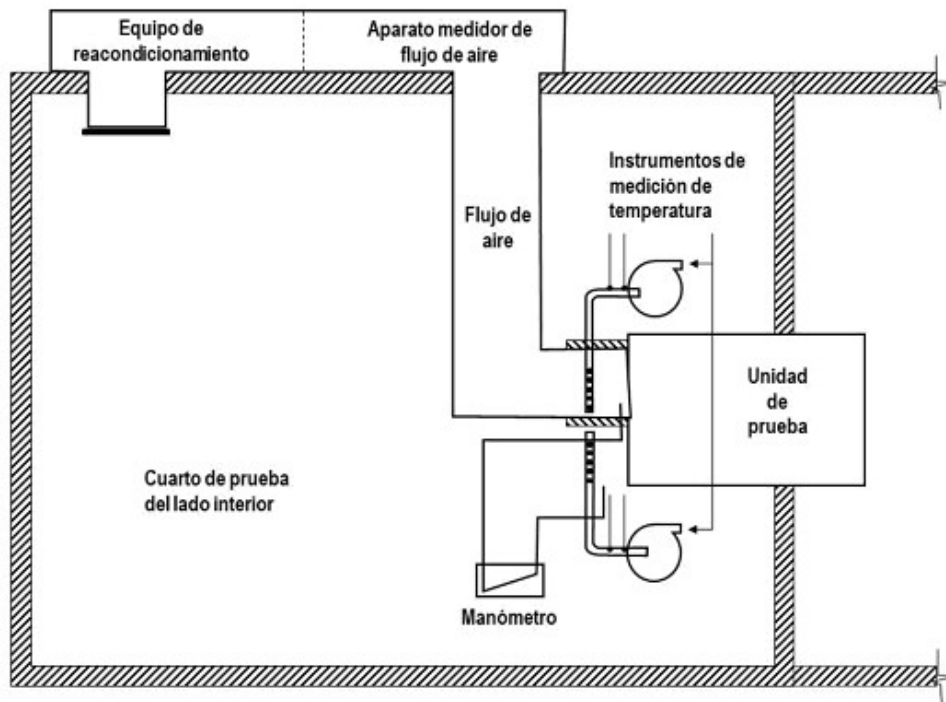 Equipo de
reacondicionamiento
Aparato medidor de
flujo de aire
Instrumentos de
medición de
temperatura
Flujo de
aire
Unidad
de
prueba
Cuarto de prueba
del lado interior
Manómetro